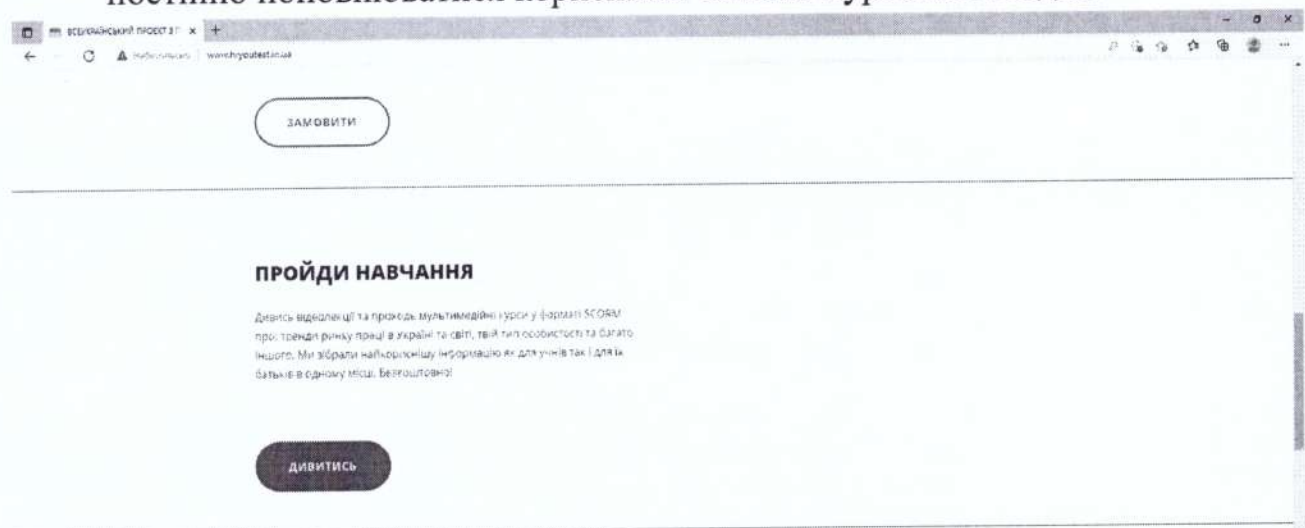 ВСЕУКРАЇНСЬКИЙ ПРОЕКТ З
ЗАМОВИТИ
ПРОЙДИ НАВЧАННЯ
Дивись відеолекції та проходь мультимедійні курси у форматі SCORM
про: тренди ринку праці в Україні та світі, твій тип особистості та багато
іншого. Ми зібрали найкориснішу інформацію як для учнів так і для їх
батьків в одному місці. Безкоштовно!
ДИВИТИСЬ